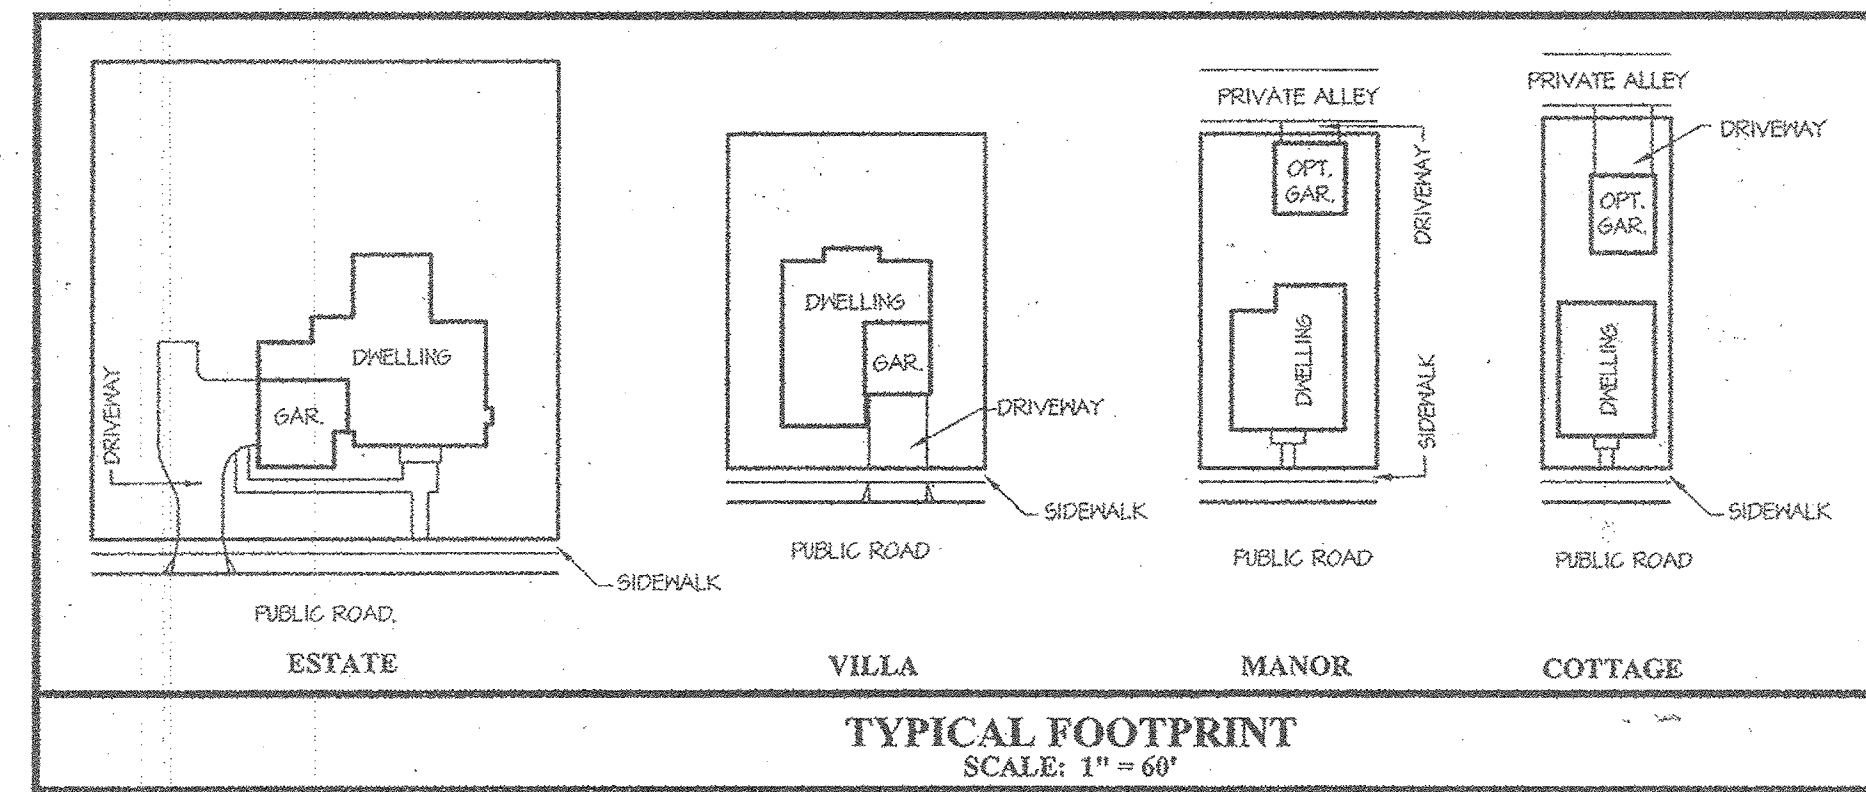 DRIVEWAY
GAR.
DWELLING
SIDEWALK
PUBLIC ROAD.
ESTATE
DWELLING
GAR.
DRIVEWAY
SIDEWALK
PUBLIC ROAD
VILLA
PRIVATE ALLEY
OPT.
GAR.
DRIVEWAY
DWELLING
SIDEWALK
PUBLIC ROAD
MANOR
PRIVATE ALLEY
DRIVEWAY
OPT.
GAR.
DWELLING
SIDEWALK
PUBLIC ROAD
COTTAGE
TYPICAL FOOTPRINT
SCALE: 1" = 60'